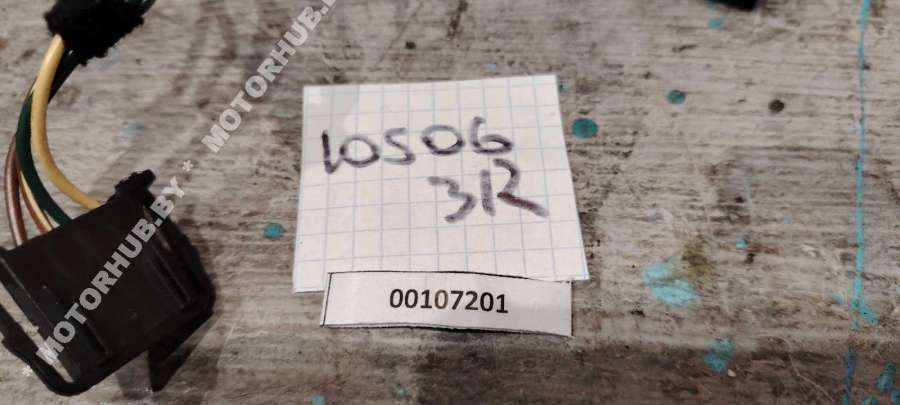 MOTORHUB.BY * MOTORHUB.BY *
10506
3R
00107201